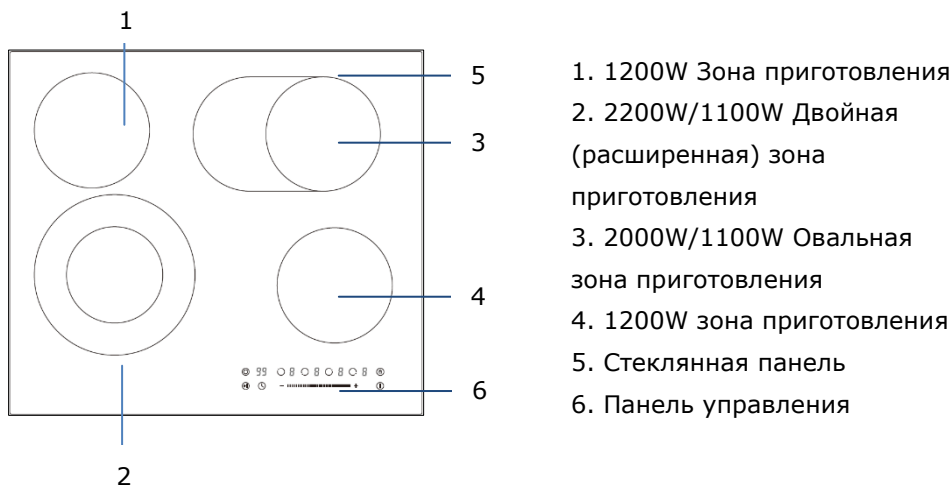 1
5
3
4
6
2
1. 1200W Зона приготовления
2. 2200W/1100W Двойная
(расширенная) зона
приготовления
3. 2000W/1100W Овальная
зона приготовления
4. 1200W зона приготовления
5. Стеклянная панель
6. Панель управления